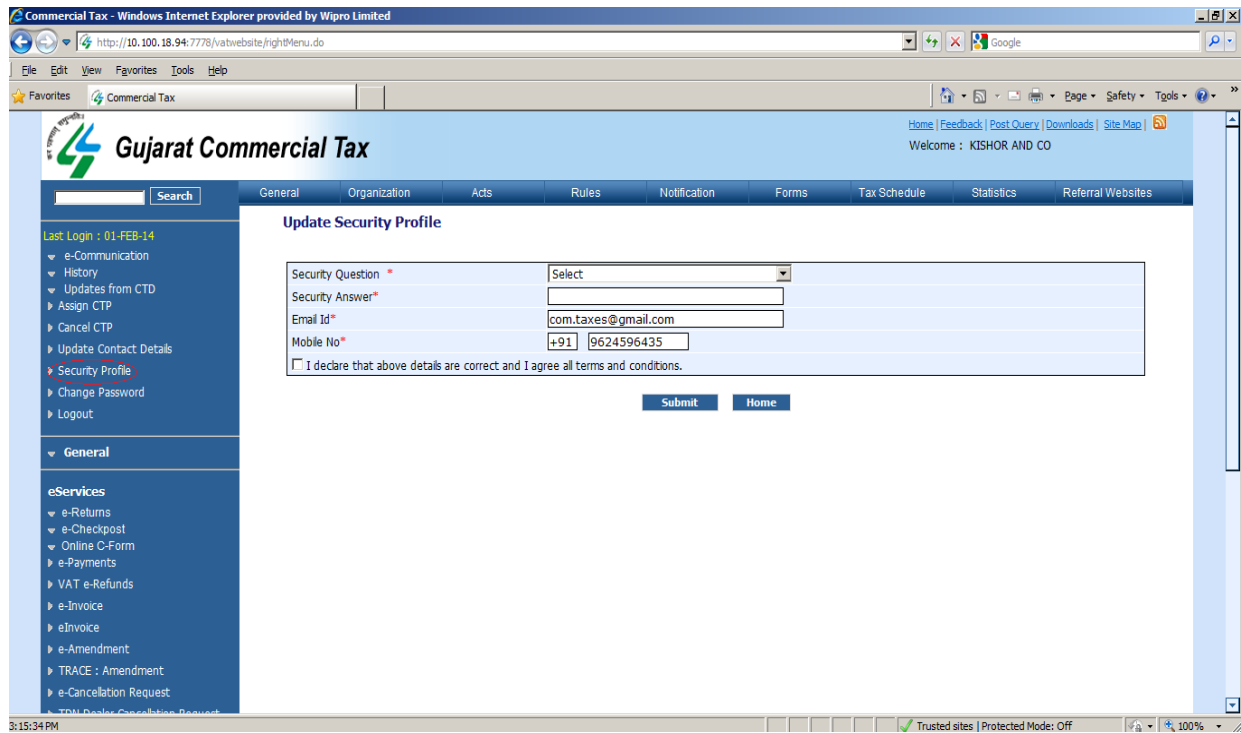 Commercial Tax - Windows Internet Explorer provided by Wipro Limited
http://10.100.18.94:7778/vatwebsite/rightMenu.do
Google
File Edit View Favorites Tools Help
Favorites Commercial Tax
Page Safety Tools »
Home | Feedback | Post Query | Downloads | Site Map |
Gujarat Commercial Tax
Welcome : KISHOR AND CO
Search
General Organization Acts Rules Notification Forms Tax Schedule Statistics Referral Websites
Last Login : 01-FEB-14
e-Communication
History
Updates from CTD
Assign CTP
Cancel CTP
Update Contact Details
Security Profile
Change Password
Logout
General
eServices
e-Returns
e-Checkpost
Online C-Form
e-Payments
VAT e-Refunds
e-Invoice
eInvoice
e-Amendment
TRACE : Amendment
e-Cancellation Request
TDN Dealer Cancellation Request
Update Security Profile
Security Question * Select
Security Answer*
Email Id* com.taxes@gmail.com
Mobile No* +91 9624596435
I declare that above details are correct and I agree all terms and conditions.
Submit Home
3:15:34 PM
Trusted sites | Protected Mode: Off
100%